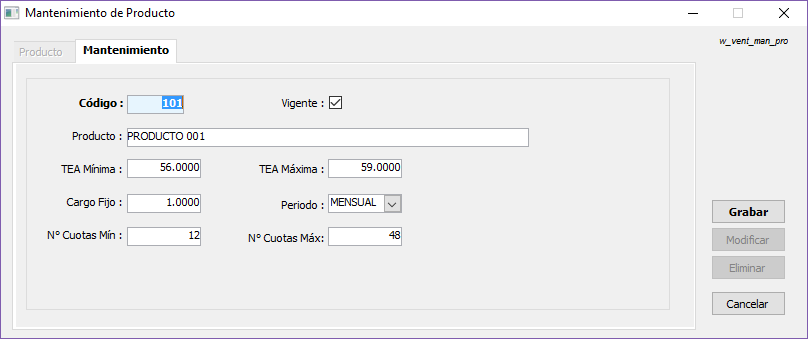 Mantenimiento de Producto
Producto Mantenimiento w_vent_man_pro
Código : 101 Vigente :
Producto : PRODUCTO 001
TEA Mínima : 56.0000 TEA Máxima : 59.0000
Cargo Fijo : 1.0000 Periodo : MENSUAL
N° Cuotas Mín : 12 N° Cuotas Máx: 48
Grabar
Modificar
Eliminar
Cancelar